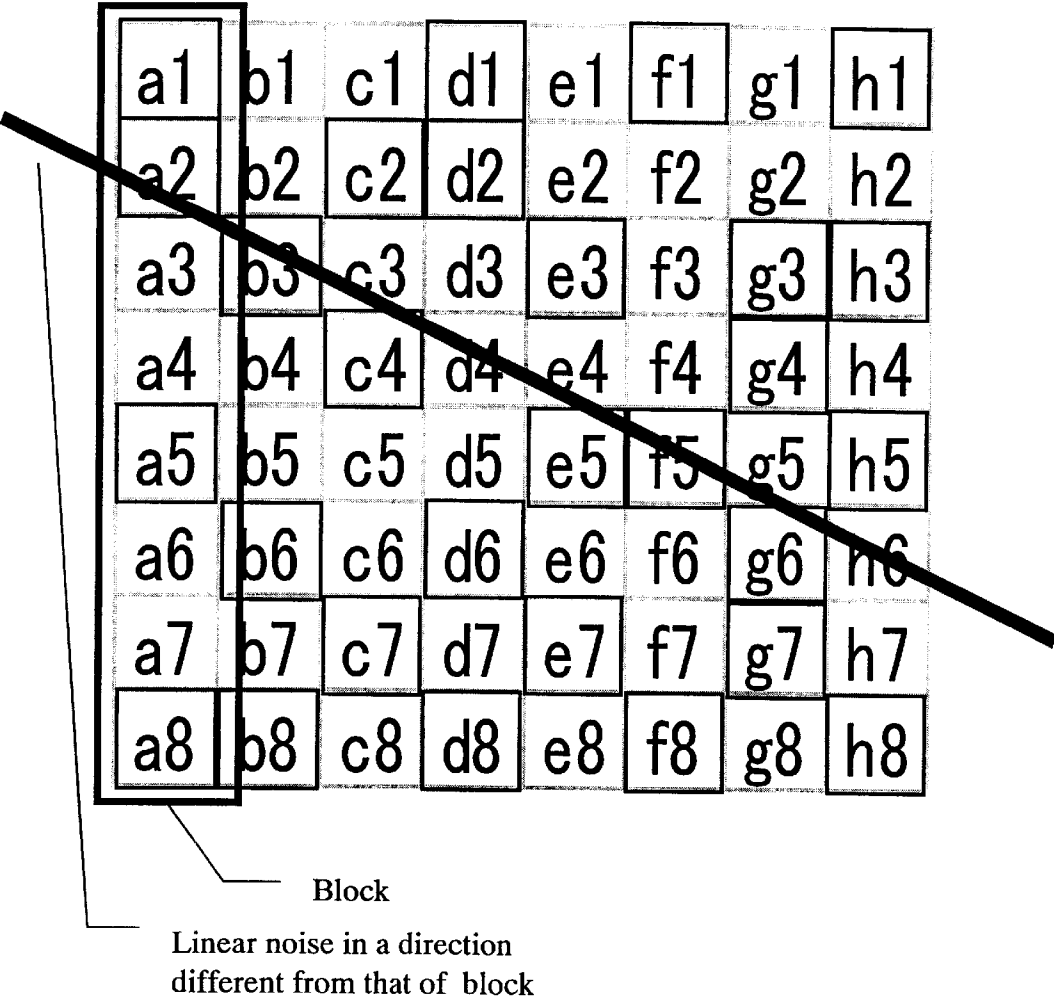 a1 b1 c1 d1 e1 f1 g1 h1
a2 b2 c2 d2 e2 f2 g2 h2
a3 b3 c3 d3 e3 f3 g3 h3
a4 b4 c4 d4 e4 f4 g4 h4
a5 b5 c5 d5 e5 f5 g5 h5
a6 b6 c6 d6 e6 f6 g6 h6
a7 b7 c7 d7 e7 f7 g7 h7
a8 b8 c8 d8 e8 f8 g8 h8
Block
Linear noise in a direction
different from that of block